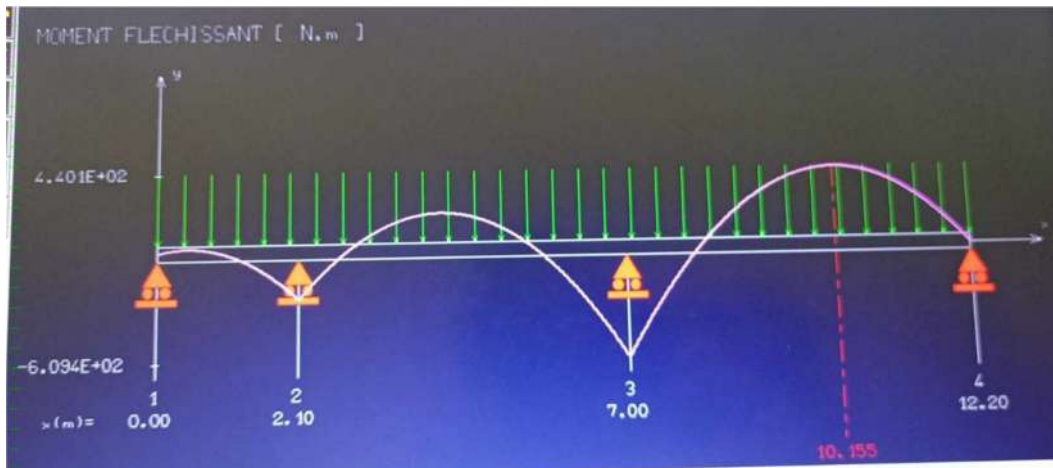 MOMENT FLECHISSANT [ N.m ]
y
4.401E+02
x
-6.094E+02
1 2 3 4
x(m)= 0.00 2.10 7.00 12.20
10.155